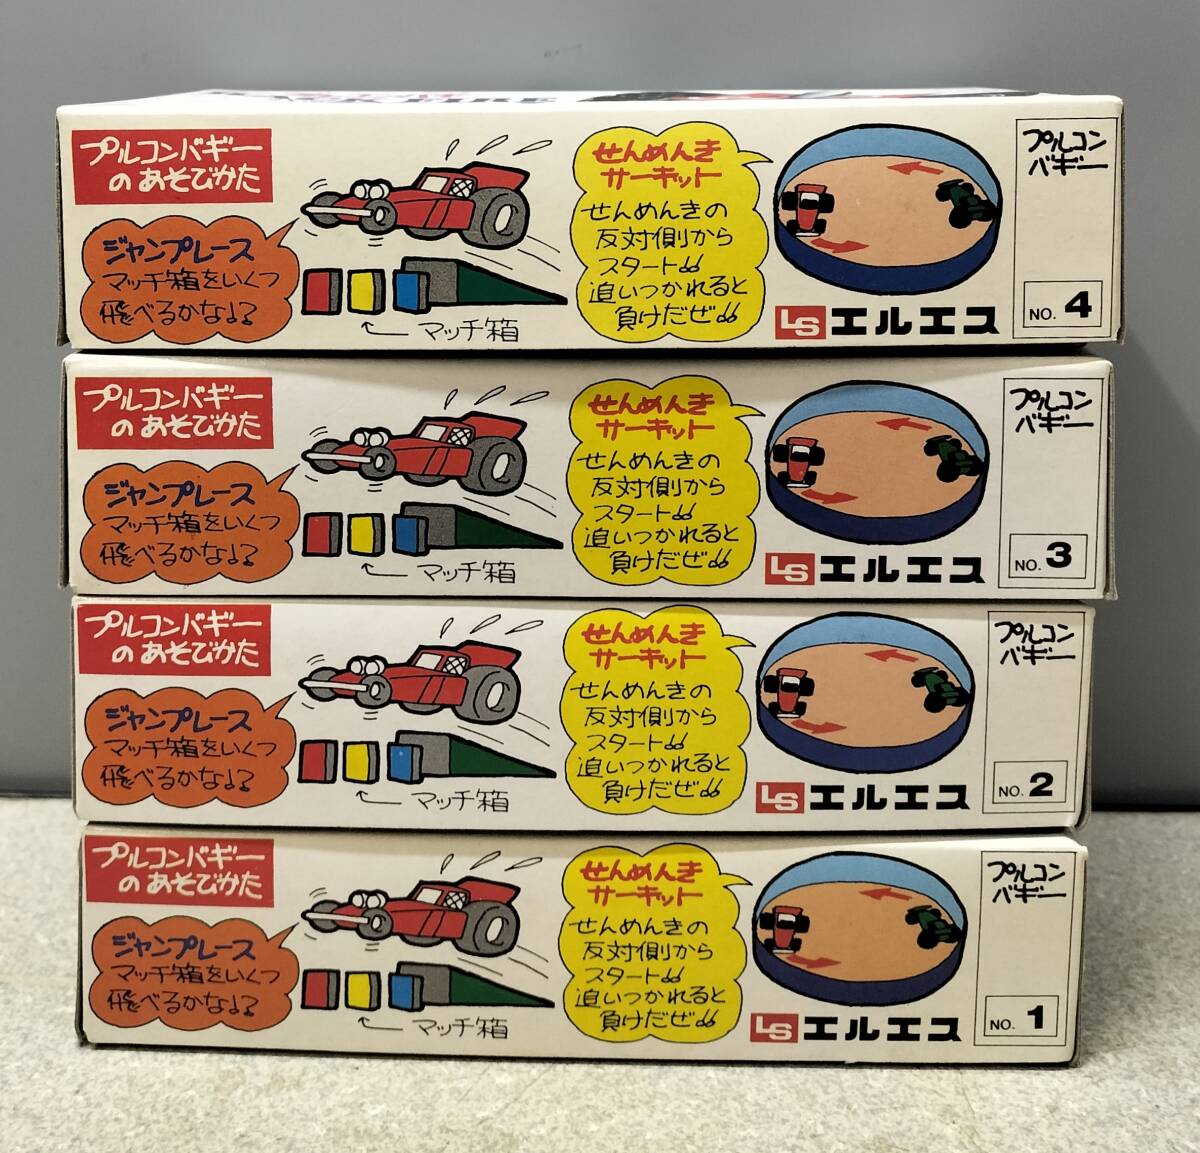 プルコンバギー
のあそびかた
ジャンプレース
マッチ箱をいくつ
飛べるかな!?
マッチ箱
せんめんき
サーキット
せんめんきの
反対側から
スタート!!
追いつかれると
負けだぜ!!
LS エルエス
プルコン
バギー
NO. 4
プルコンバギー
のあそびかた
ジャンプレース
マッチ箱をいくつ
飛べるかな!?
マッチ箱
せんめんき
サーキット
せんめんきの
反対側から
スタート!!
追いつかれると
負けだぜ!!
LS エルエス
プルコン
バギー
NO. 3
プルコンバギー
のあそびかた
ジャンプレース
マッチ箱をいくつ
飛べるかな!?
マッチ箱
せんめんき
サーキット
せんめんきの
反対側から
スタート!!
追いつかれると
負けだぜ!!
LS エルエス
プルコン
バギー
NO. 2
プルコンバギー
のあそびかた
ジャンプレース
マッチ箱をいくつ
飛べるかな!?
マッチ箱
せんめんき
サーキット
せんめんきの
反対側から
スタート!!
追いつかれると
負けだぜ!!
LS エルエス
プルコン
バギー
NO. 1